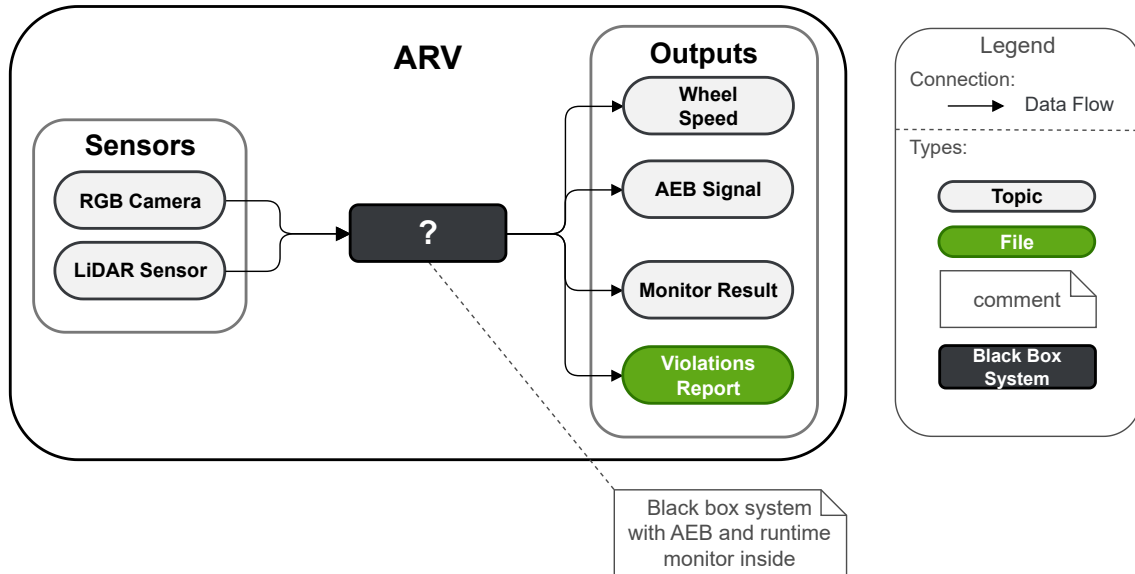 ARV
Sensors
RGB Camera
LiDAR Sensor
?
Outputs
Wheel
Speed
AEB Signal
Monitor Result
Violations
Report
Black box system
with AEB and runtime
monitor inside
Legend
Connection:
Data Flow
Types:
Topic
File
comment
Black Box
System